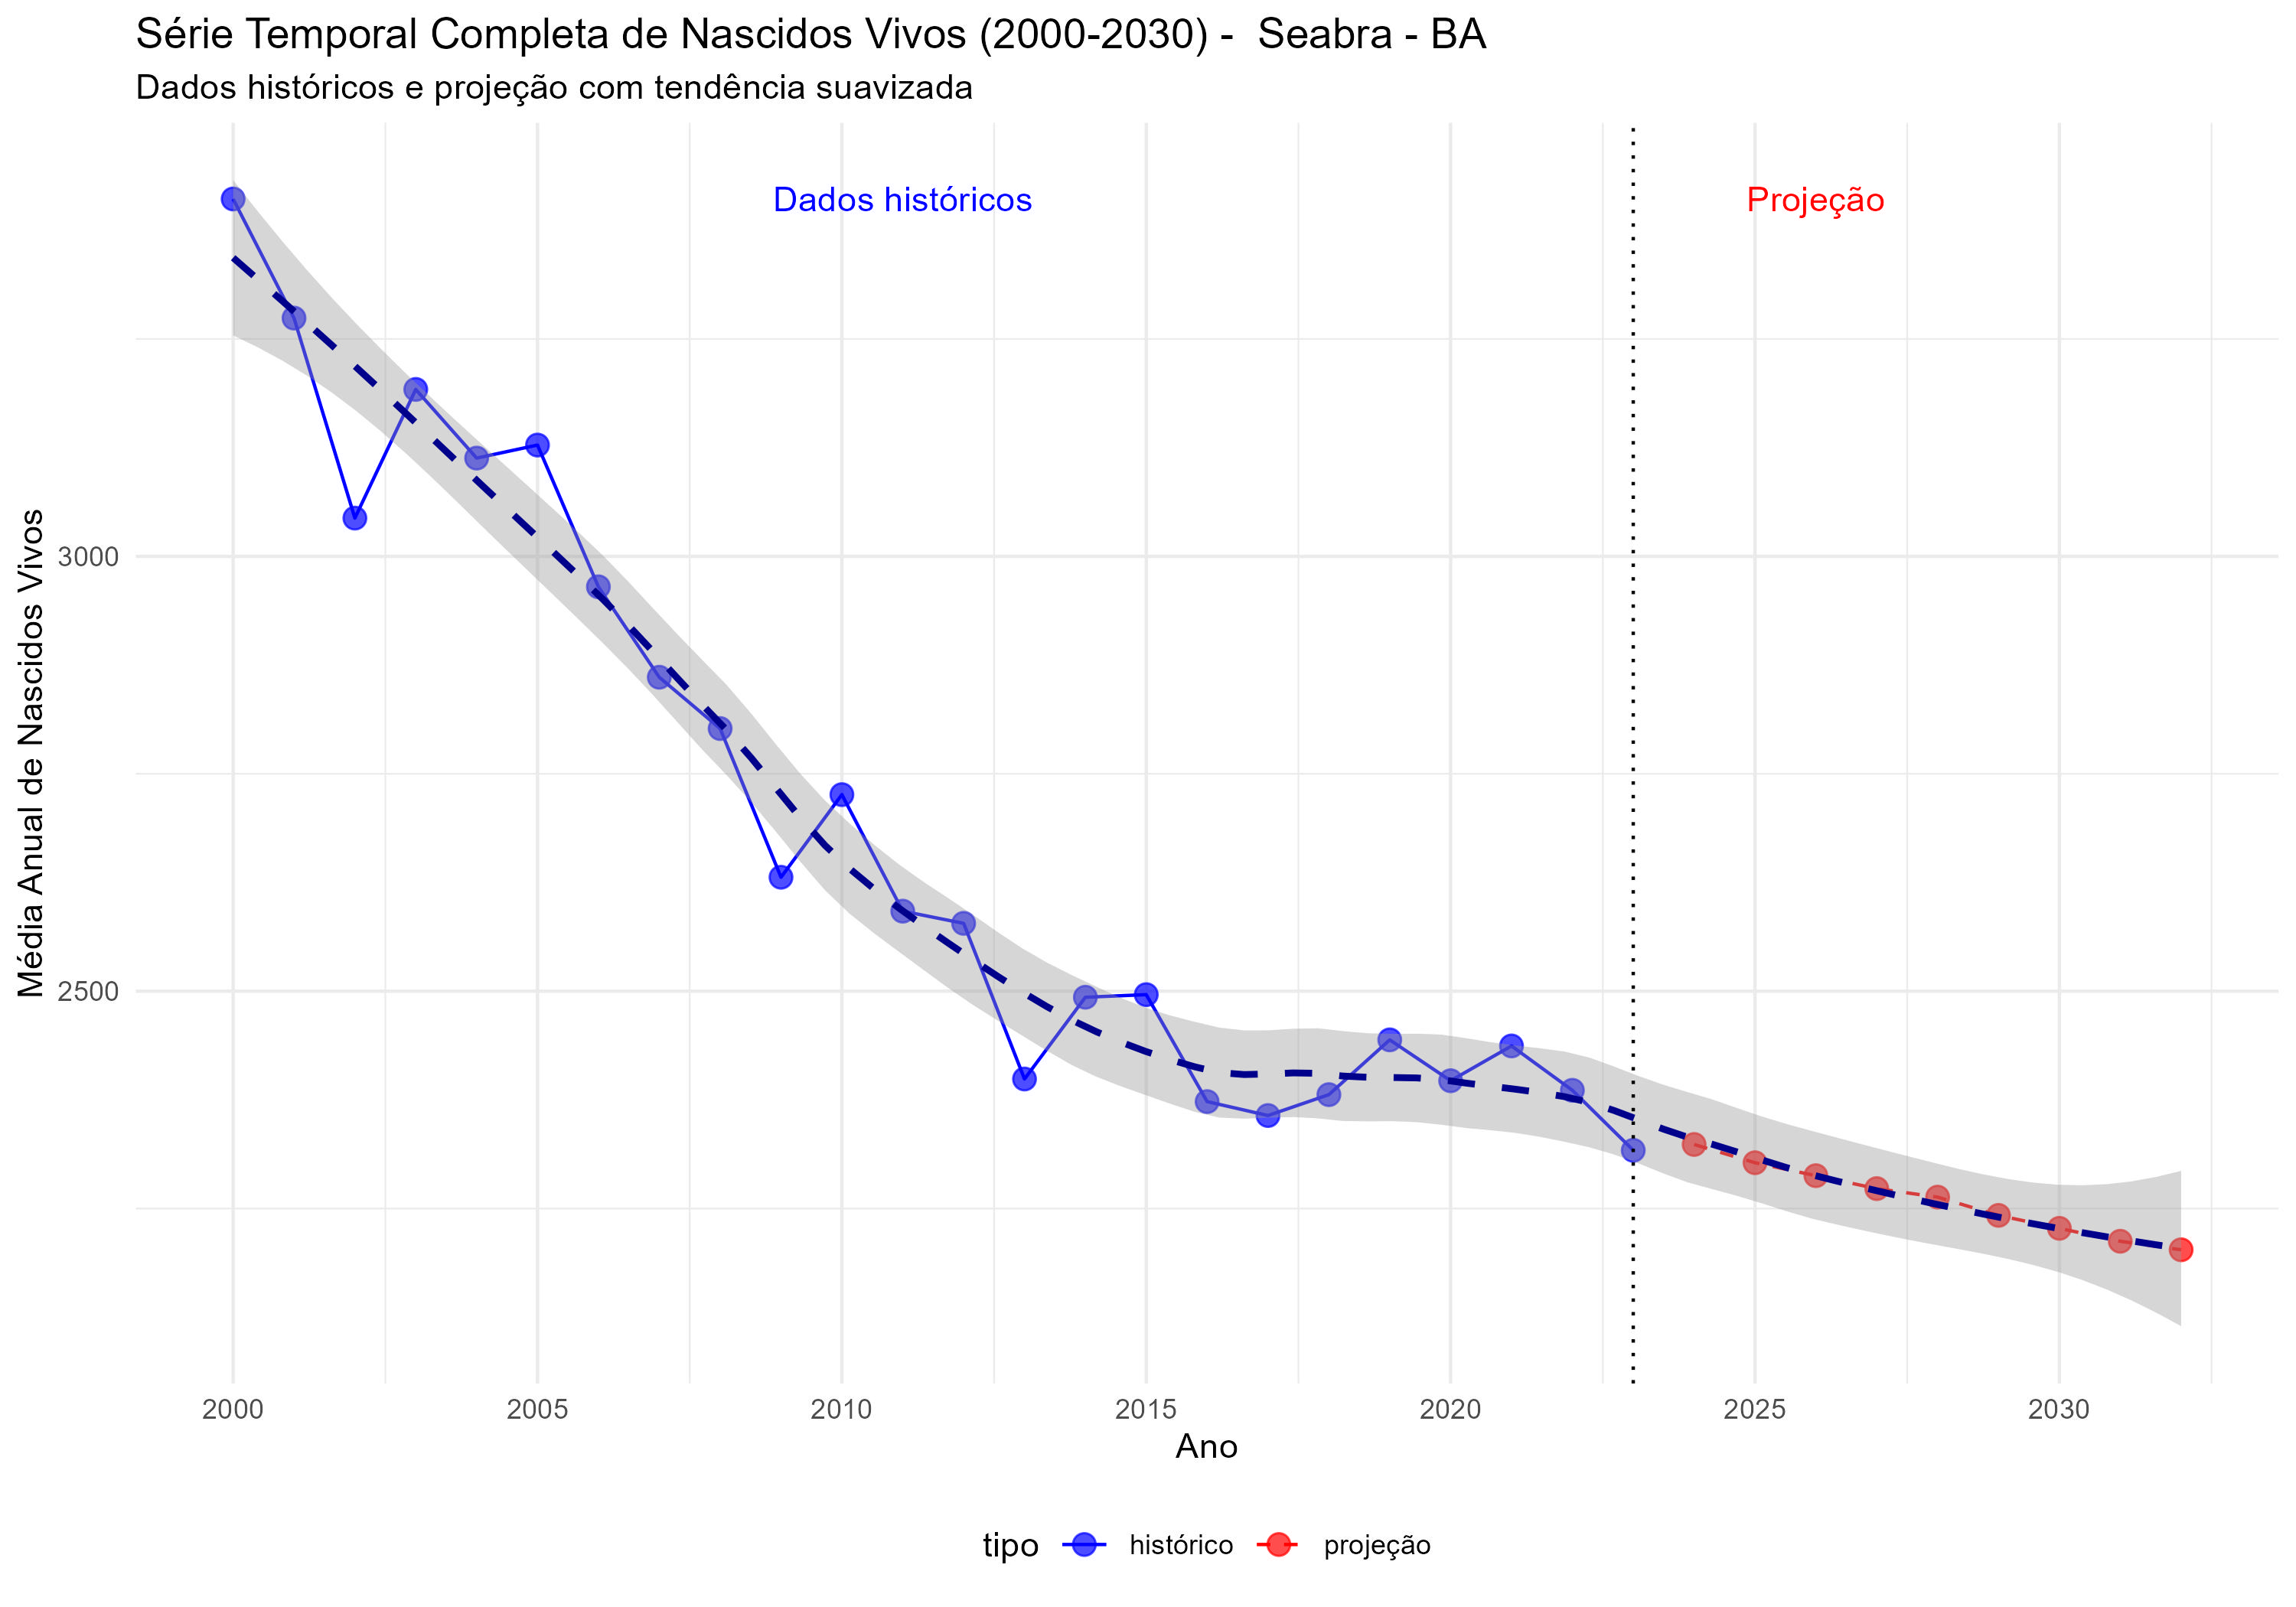 Série Temporal Completa de Nascidos Vivos (2000-2030) -  Seabra - BA
Dados históricos e projeção com tendência suavizada
Dados históricos
Projeção
Média Anual de Nascidos Vivos
3000
2500
2000
2005
2010
2015
2020
2025
2030
Ano
tipo
histórico
projeção